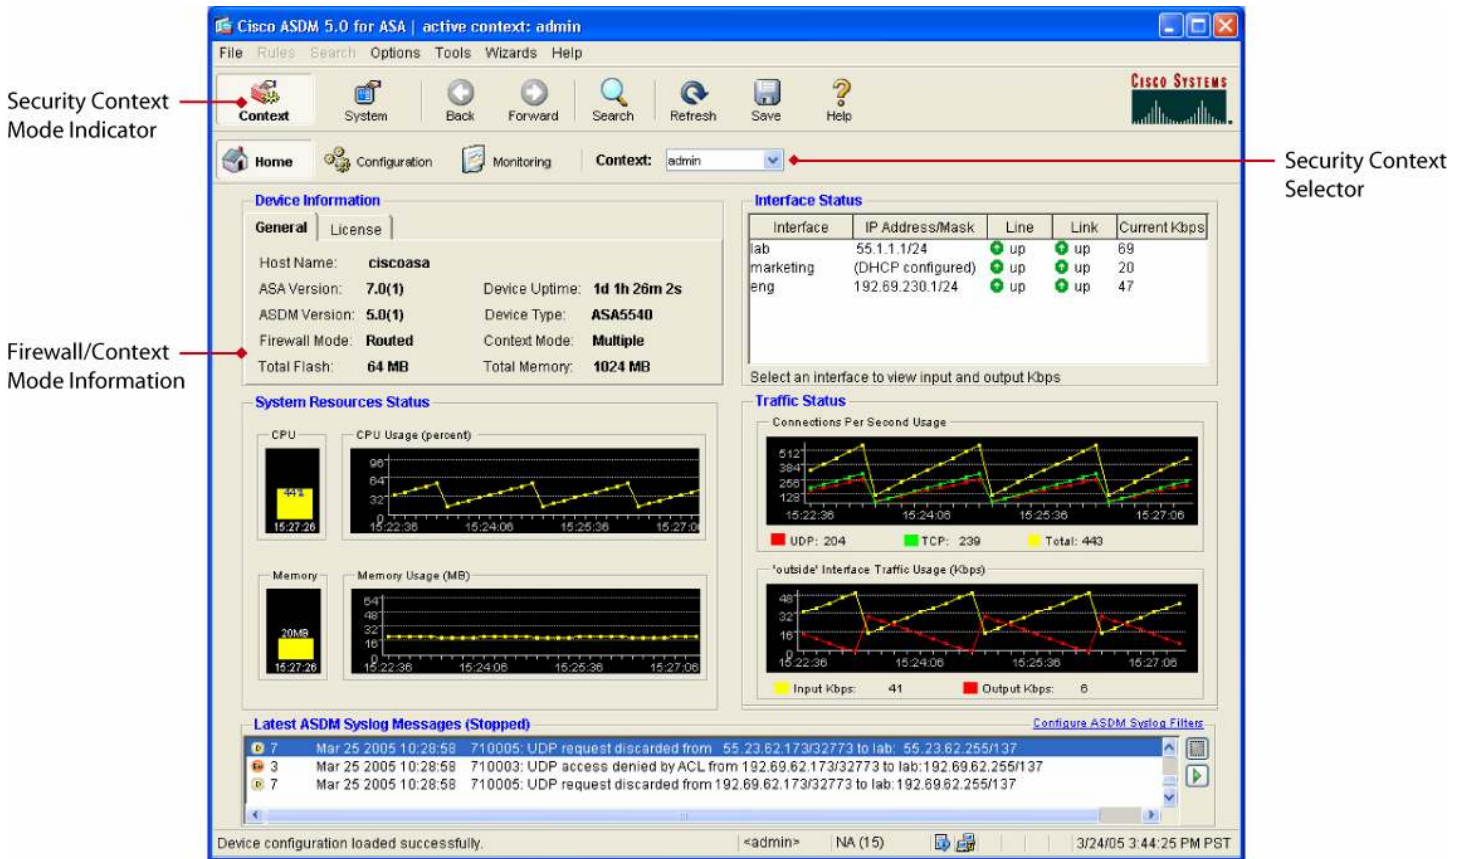 Cisco ASDM 5.0 for ASA | active context: admin
File Rules Search Options Tools Wizards Help
Context System Back Forward Search Refresh Save Help
CISCO SYSTEMS
Security Context
Mode Indicator
Home Configuration Monitoring Context: admin
Security Context
Selector
Device Information
General License
Host Name: ciscoasa
ASA Version: 7.0(1) Device Uptime: 1d 1h 26m 2s
ASDM Version: 5.0(1) Device Type: ASA5540
Firewall Mode: Routed Context Mode: Multiple
Total Flash: 64 MB Total Memory: 1024 MB
Firewall/Context
Mode Information
Interface Status
Interface IP Address/Mask Line Link Current Kbps
lab 55.1.1.1/24 up up 69
marketing (DHCP configured) up up 20
eng 192.69.230.1/24 up up 47
Select an interface to view input and output Kbps
System Resources Status
CPU
44%
15:27:26
CPU Usage (percent)
96
64
32
0
15:22:36 15:24:06 15:25:36 15:27:0
Memory
20MB
15:27:26
Memory Usage (MB)
64
48
32
16
0
15:22:36 15:24:06 15:25:36 15:27:06
Traffic Status
Connections Per Second Usage
512
384
256
128
15:22:36 15:24:06 15:25:36 15:27:06
UDP: 204 TCP: 239 Total: 443
'outside' Interface Traffic Usage (Kbps)
48
32
16
0
15:22:36 15:24:06 15:25:36 15:27:06
Input Kbps: 41 Output Kbps: 6
Latest ASDM Syslog Messages (Stopped)
Configure ASDM Syslog Filters
7 Mar 25 2005 10:28:58 710005: UDP request discarded from 55.23.62.173/32773 to lab: 55.23.62.255/137
3 Mar 25 2005 10:28:58 710003: UDP access denied by ACL from 192.69.62.173/32773 to lab:192.69.62.255/137
7 Mar 25 2005 10:28:58 710005: UDP request discarded from 192.69.62.173/32773 to lab:192.69.62.255/137
Device configuration loaded successfully. <admin> NA (15) 3/24/05 3:44:25 PM PST